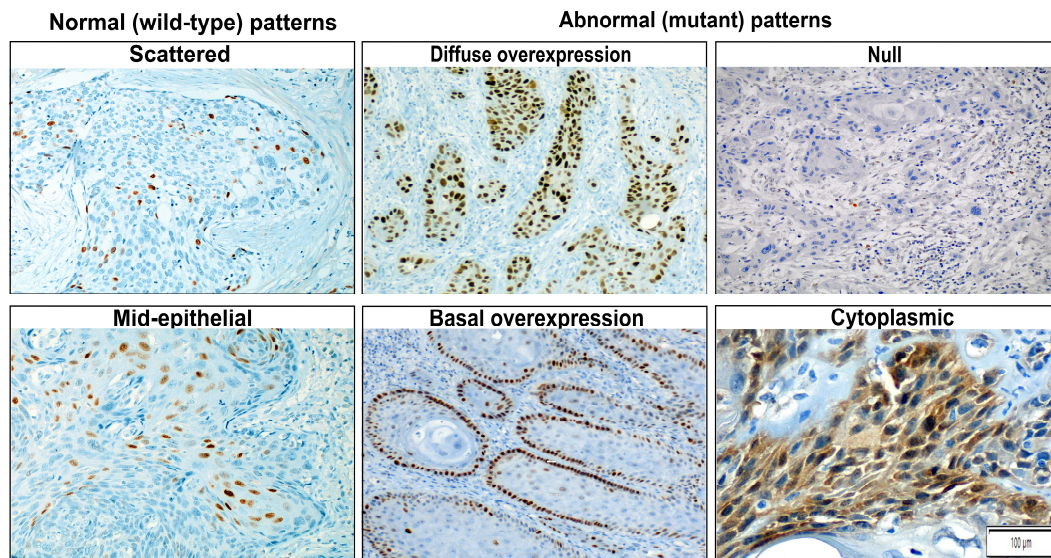 Normal (wild-type) patterns
Abnormal (mutant) patterns
Scattered
Diffuse overexpression
Null
Mid-epithelial
Basal overexpression
Cytoplasmic
100 µm